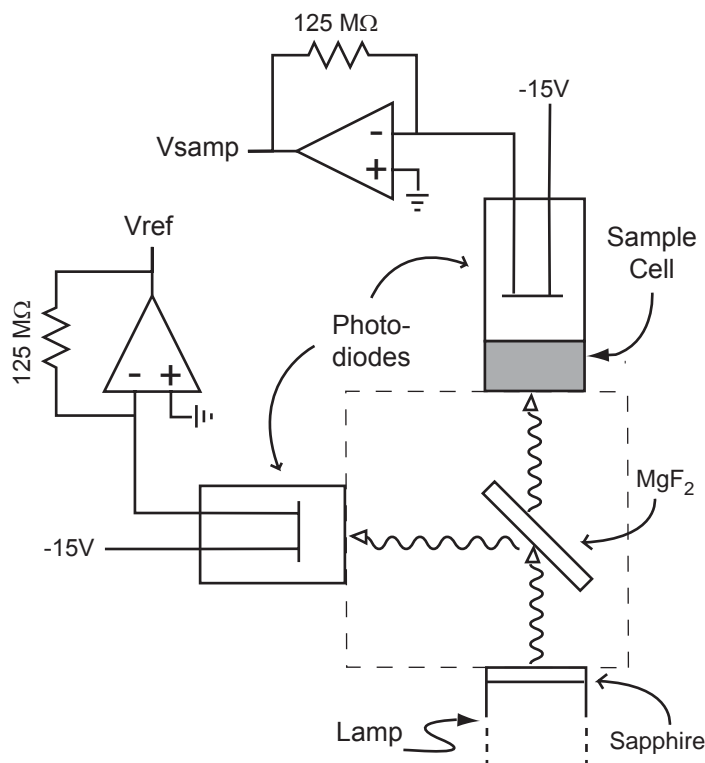 125 MΩ
-15V
Vsamp
-
+
Vref
Sample
Cell
125 MΩ
Photo-
diodes
-
+
MgF₂
-15V
Lamp
Sapphire